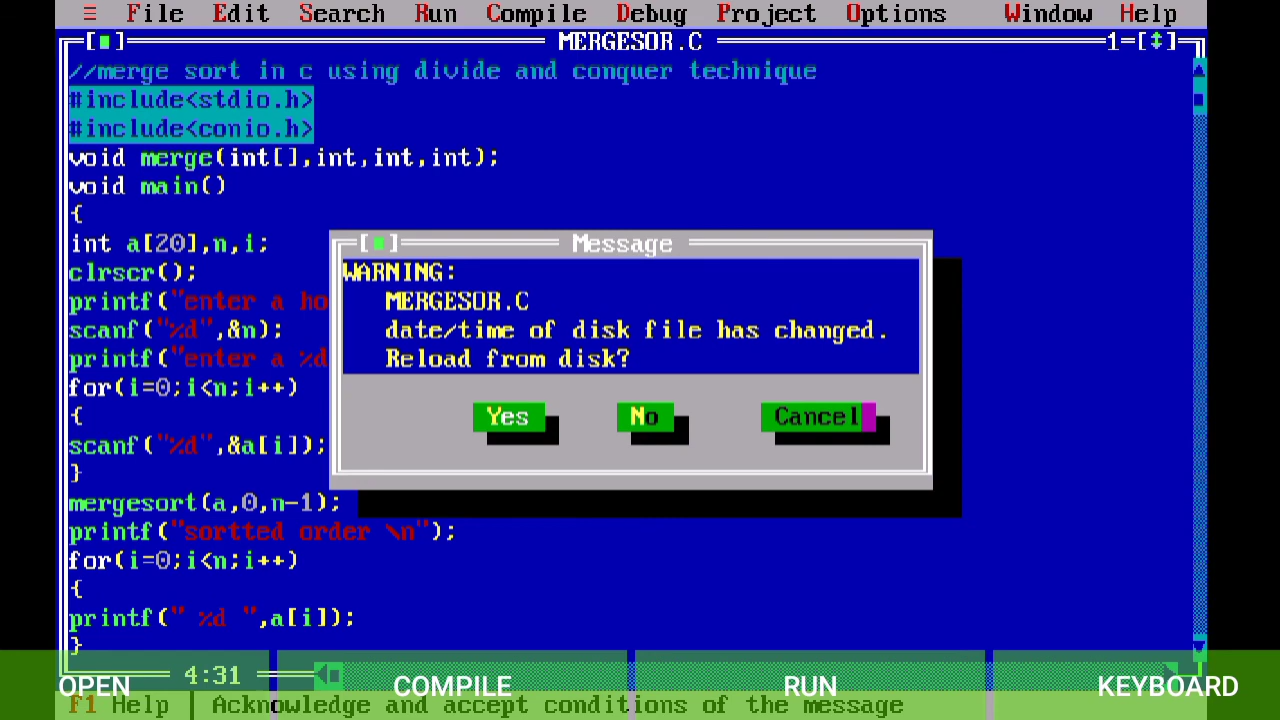 ≡ File Edit Search Run Compile Debug Project Options Window Help
[■] MERGESOR.C 1=[↕]
//merge sort in c using divide and conquer technique
#include<stdio.h>
#include<conio.h>
void merge(int[],int,int,int);
void main()
{
int a[20],n,i;
clrscr();
printf("enter a ho
scanf("%d",&n);
printf("enter a %d
for(i=0;i<n;i++)
{
scanf("%d",&a[i]);
}
mergesort(a,0,n-1);
printf("sortted order \n");
for(i=0;i<n;i++)
{
printf(" %d ",a[i]);
}
[■] Message
WARNING:
MERGESOR.C
date/time of disk file has changed.
Reload from disk?
Yes No Cancel
4:31
OPEN COMPILE RUN KEYBOARD
F1 Help | Acknowledge and accept conditions of the message